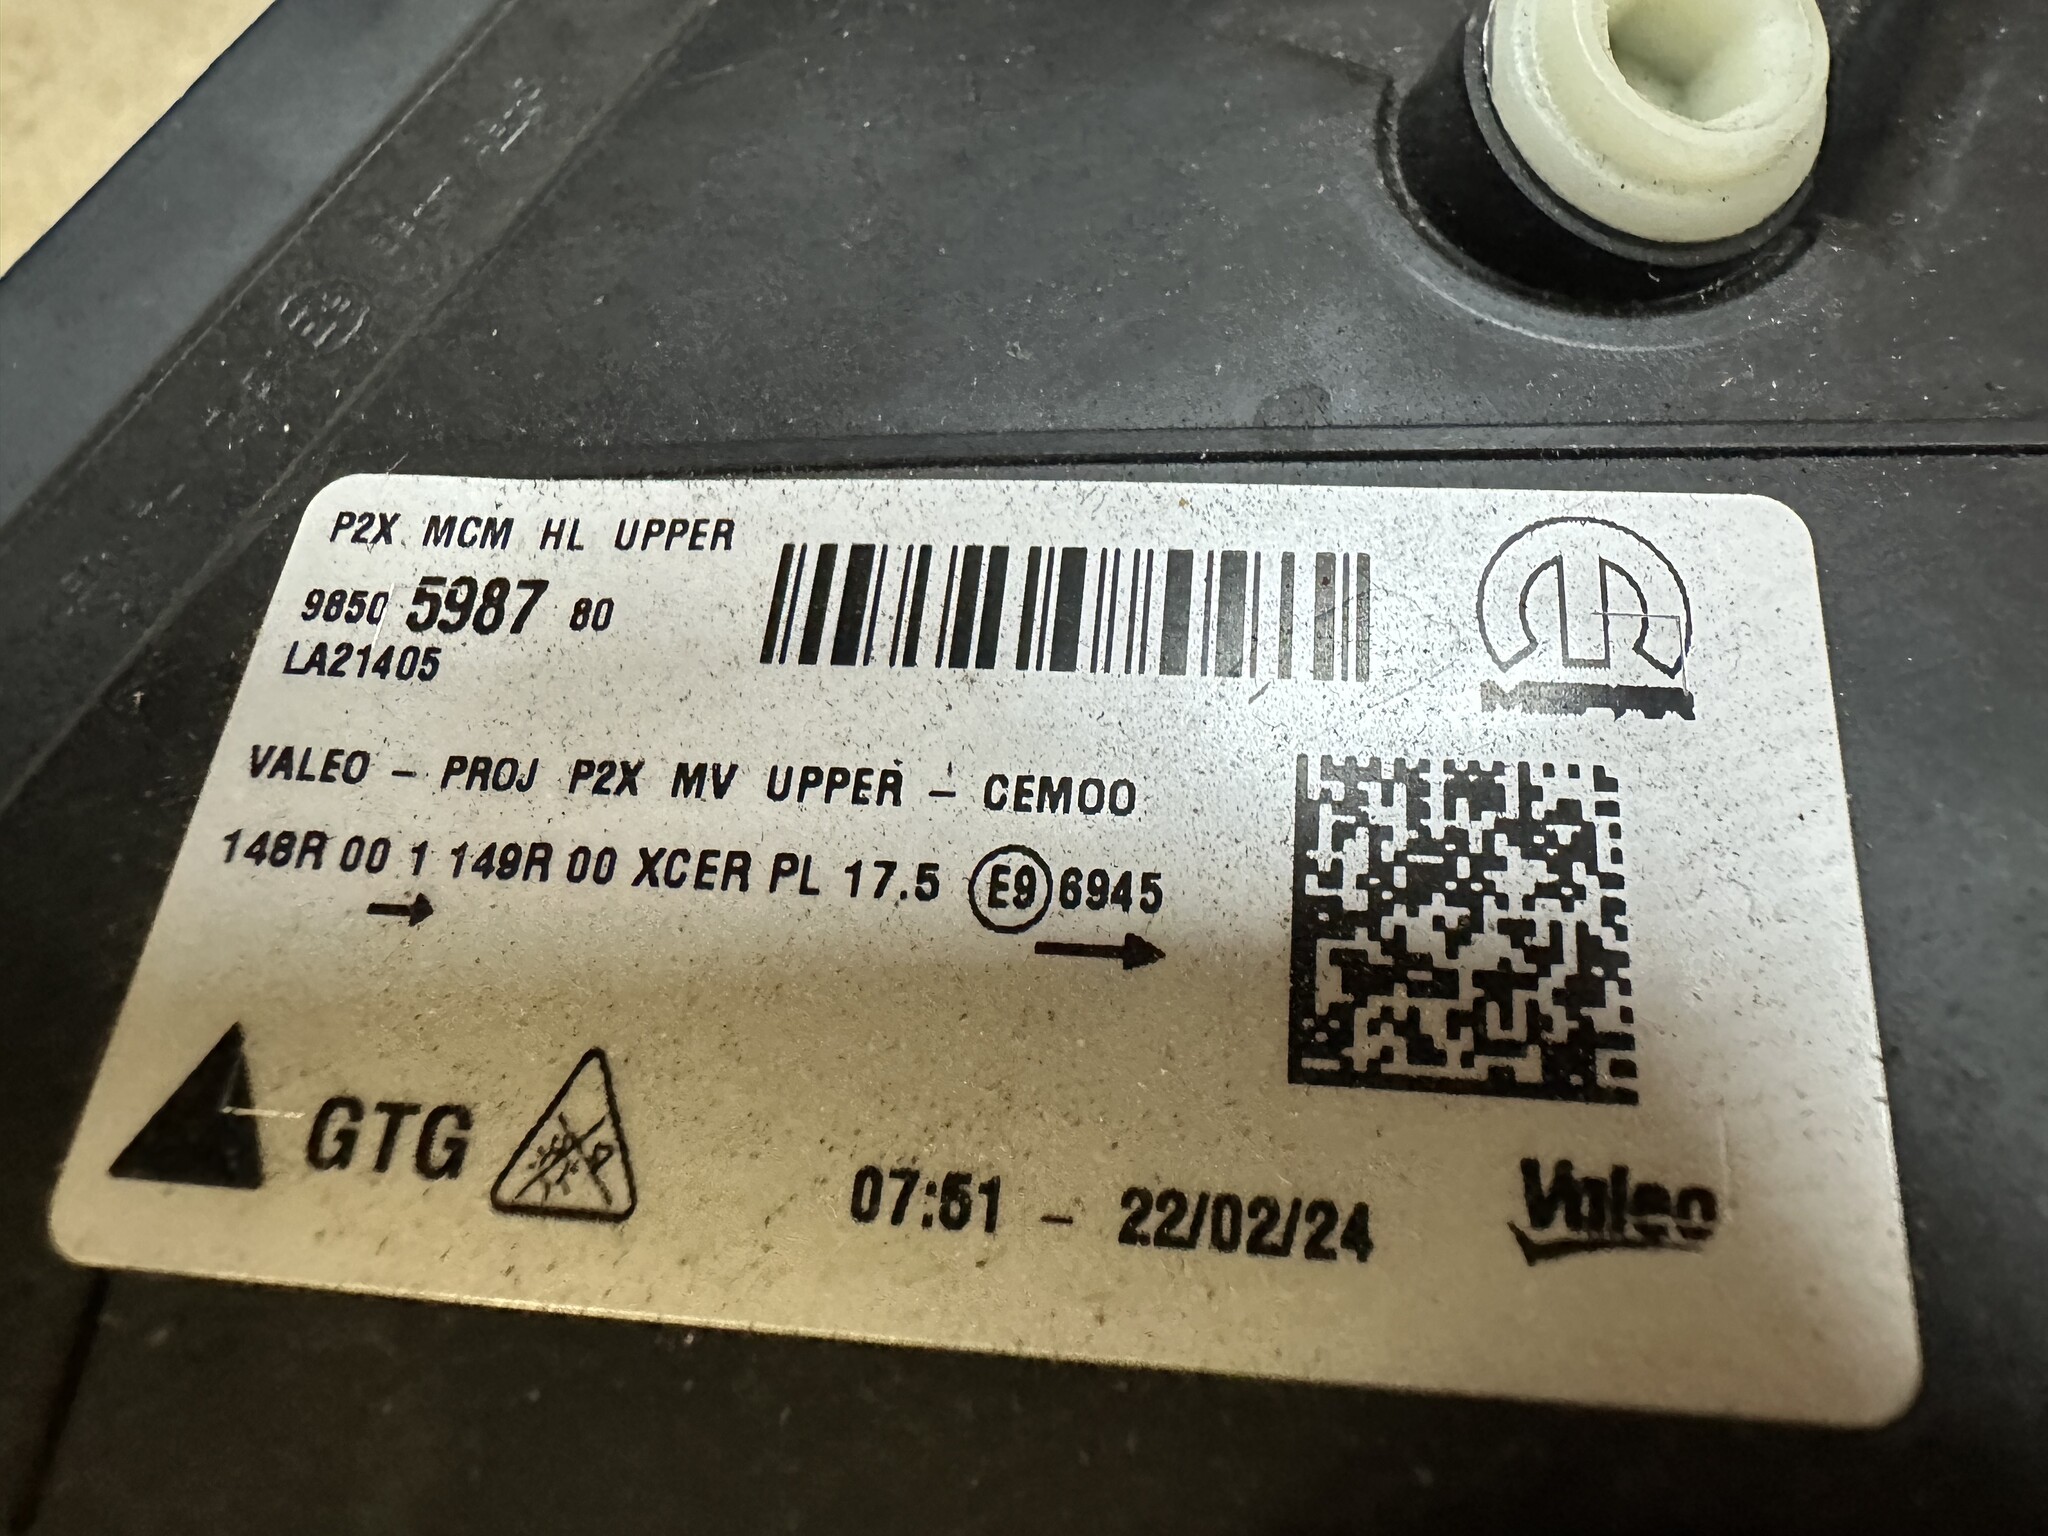 P2X MCM HL UPPER
9850 5987 80
LA21405
VALEO - PROJ P2X MV UPPER - CEMOO
148R 00 1 149R 00 XCER PL 17.5 E9 6945
GTG
07:51 - 22/02/24
Valeo